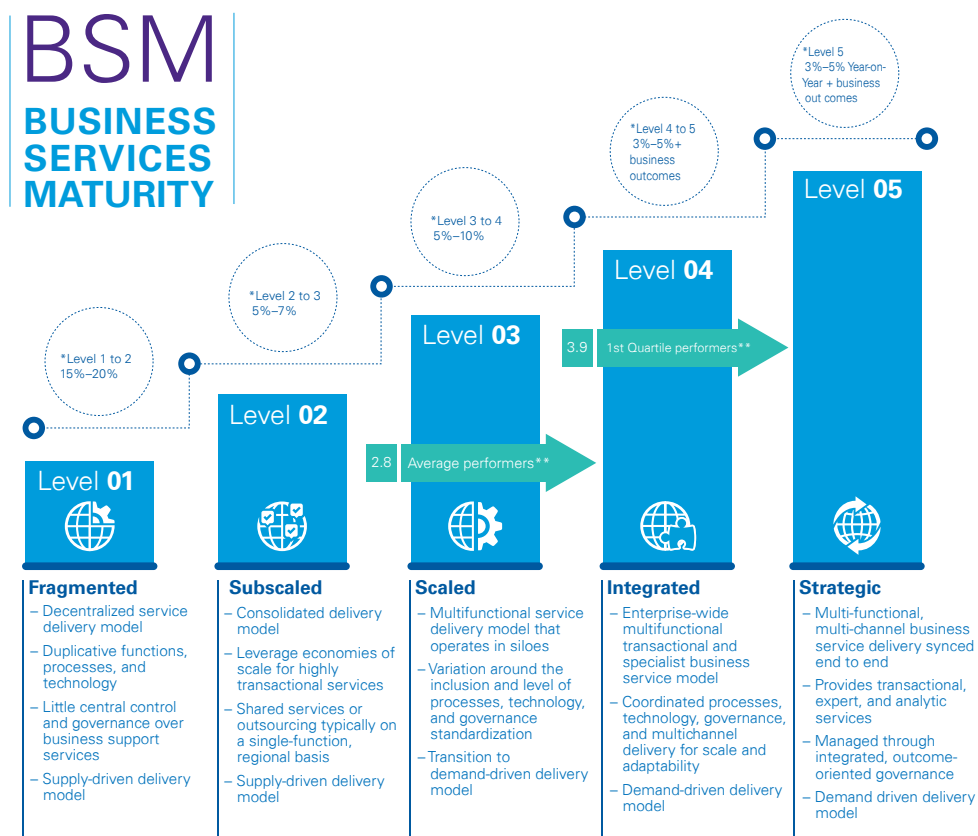 BSM
BUSINESS
SERVICES
MATURITY
*Level 1 to 2
15%–20%
*Level 2 to 3
5%–7%
*Level 3 to 4
5%–10%
*Level 4 to 5
3%–5%+
business
outcomes
*Level 5
3%–5% Year-on-
Year + business
out comes
Level 01
Level 02
Level 03
Level 04
Level 05
2.8 Average performers**
3.9 1st Quartile performers**
Fragmented
– Decentralized service
delivery model
– Duplicative functions,
processes, and
technology
– Little central control
and governance over
business support
services
– Supply-driven delivery
model
Subscaled
– Consolidated delivery
model
– Leverage economies of
scale for highly
transactional services
– Shared services or
outsourcing typically on
a single-function,
regional basis
– Supply-driven delivery
model
Scaled
– Multifunctional service
delivery model that
operates in siloes
– Variation around the
inclusion and level of
processes, technology,
and governance
standardization
– Transition to
demand-driven delivery
model
Integrated
– Enterprise-wide
multifunctional
transactional and
specialist business
service model
– Coordinated processes,
technology, governance,
and multichannel
delivery for scale and
adaptability
– Demand-driven delivery
model
Strategic
– Multi-functional,
multi-channel business
service delivery synced
end to end
– Provides transactional,
expert, and analytic
services
– Managed through
integrated, outcome-
oriented governance
– Demand driven delivery
model